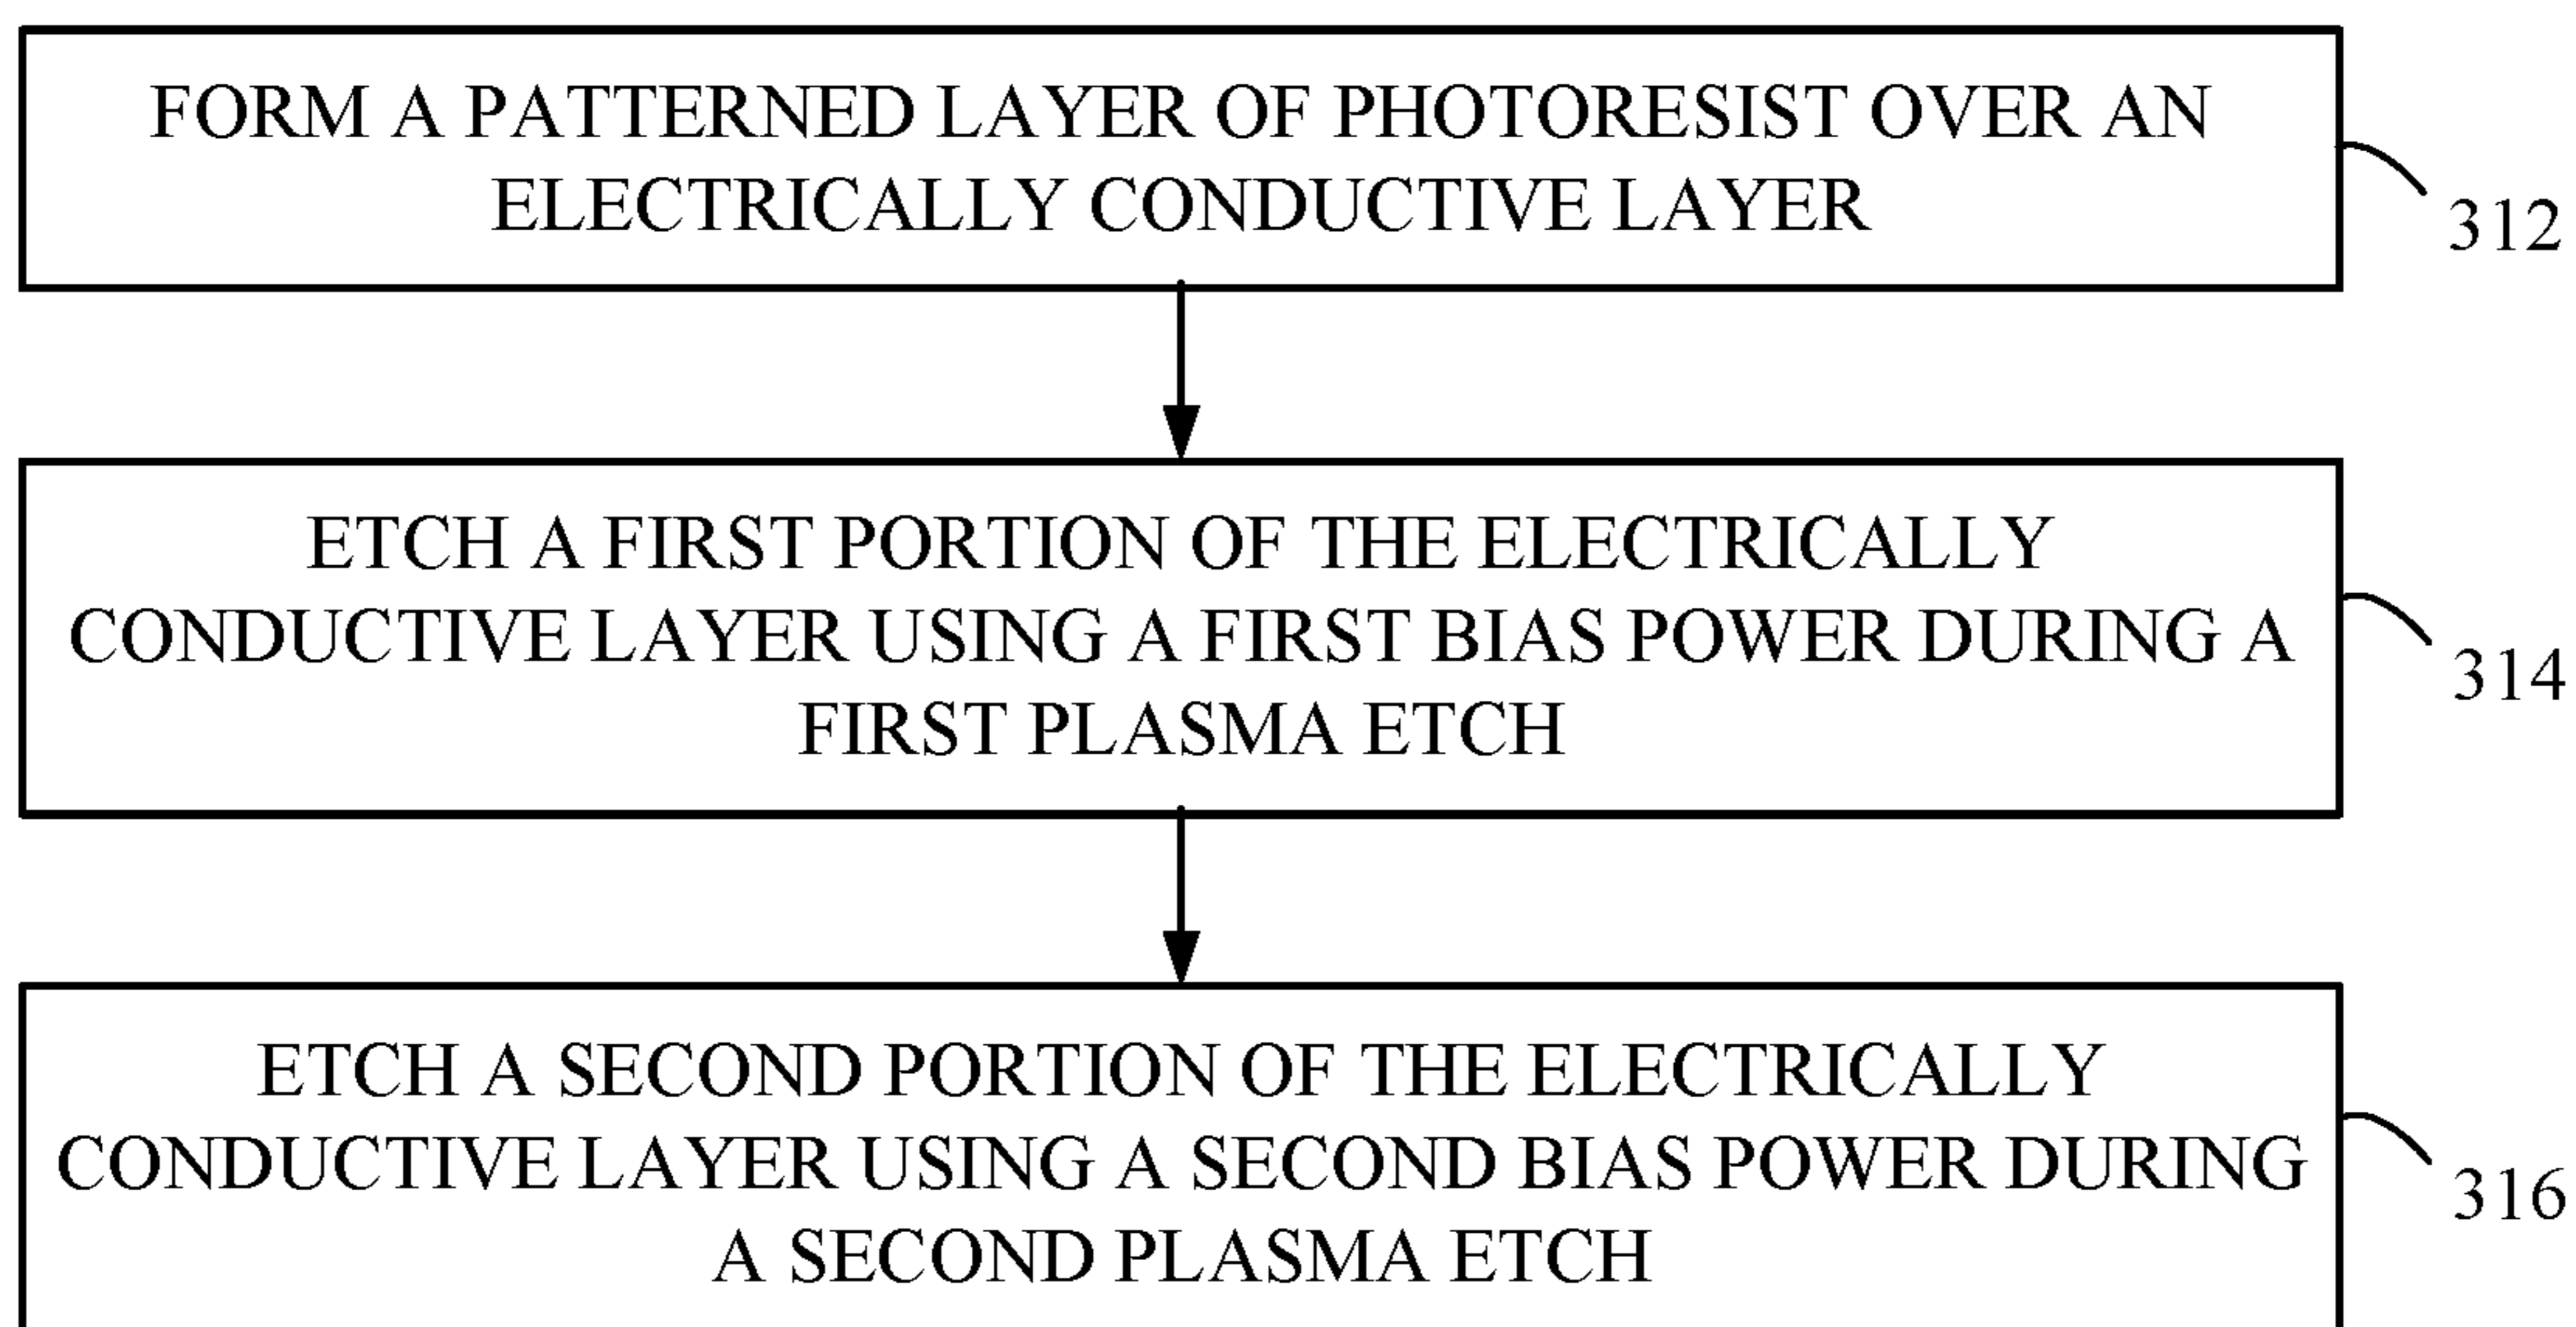 FORM A PATTERNED LAYER OF PHOTORESIST OVER AN
ELECTRICALLY CONDUCTIVE LAYER
312
ETCH A FIRST PORTION OF THE ELECTRICALLY
CONDUCTIVE LAYER USING A FIRST BIAS POWER DURING A
FIRST PLASMA ETCH
314
ETCH A SECOND PORTION OF THE ELECTRICALLY
CONDUCTIVE LAYER USING A SECOND BIAS POWER DURING
A SECOND PLASMA ETCH
316